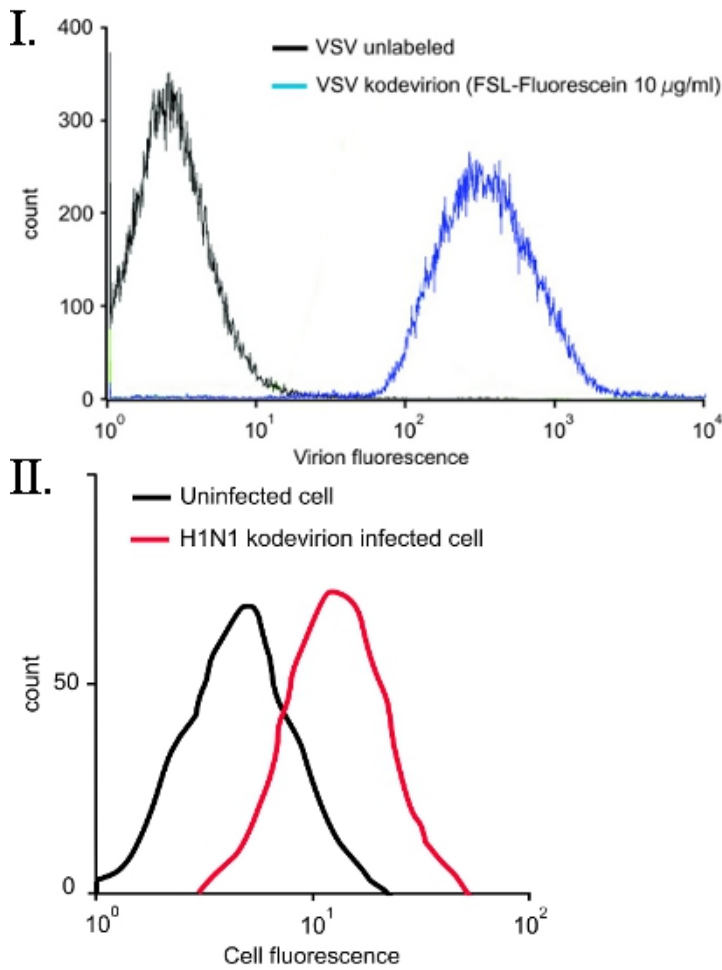 I.
400
300
200
100
0
count
VSV unlabeled
VSV kodevirion (FSL-Fluorescein 10 µg/ml)
10⁰ 10¹ 10² 10³ 10⁴
Virion fluorescence
II.
Uninfected cell
H1N1 kodevirion infected cell
50
0
count
10⁰ 10¹ 10²
Cell fluorescence